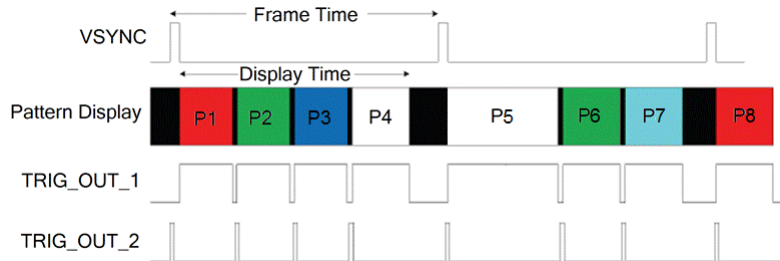 Frame Time
VSYNC
Display Time
Pattern Display
P1 P2 P3 P4 P5 P6 P7 P8
TRIG_OUT_1
TRIG_OUT_2